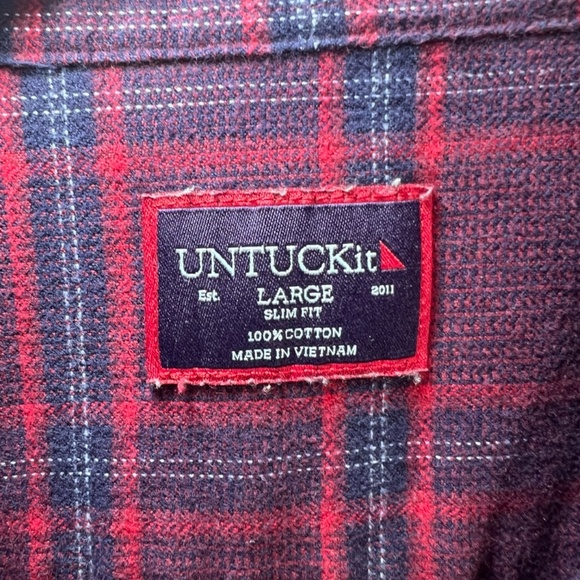 UNTUCKit
Est. LARGE 2011
SLIM FIT
100% COTTON
MADE IN VIETNAM